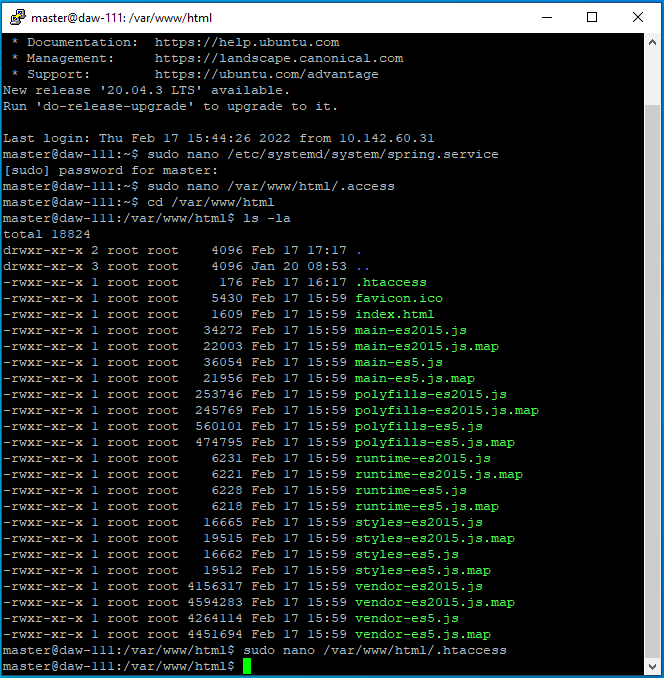 master@daw-111: /var/www/html
 * Documentation:  https://help.ubuntu.com
 * Management:     https://landscape.canonical.com
 * Support:        https://ubuntu.com/advantage
New release '20.04.3 LTS' available.
Run 'do-release-upgrade' to upgrade to it.
Last login: Thu Feb 17 15:44:26 2022 from 10.142.60.31
master@daw-111:~$ sudo nano /etc/systemd/system/spring.service
[sudo] password for master:
master@daw-111:~$ sudo nano /var/www/html/.access
master@daw-111:~$ cd /var/www/html
master@daw-111:/var/www/html$ ls -la
total 18824
drwxr-xr-x 2 root root    4096 Feb 17 17:17 .
drwxr-xr-x 3 root root    4096 Jan 20 08:53 ..
-rwxr-xr-x 1 root root     176 Feb 17 16:17 .htaccess
-rwxr-xr-x 1 root root    5430 Feb 17 15:59 favicon.ico
-rwxr-xr-x 1 root root    1609 Feb 17 15:59 index.html
-rwxr-xr-x 1 root root   34272 Feb 17 15:59 main-es2015.js
-rwxr-xr-x 1 root root   22003 Feb 17 15:59 main-es2015.js.map
-rwxr-xr-x 1 root root   36054 Feb 17 15:59 main-es5.js
-rwxr-xr-x 1 root root   21956 Feb 17 15:59 main-es5.js.map
-rwxr-xr-x 1 root root  253746 Feb 17 15:59 polyfills-es2015.js
-rwxr-xr-x 1 root root  245769 Feb 17 15:59 polyfills-es2015.js.map
-rwxr-xr-x 1 root root  560101 Feb 17 15:59 polyfills-es5.js
-rwxr-xr-x 1 root root  474795 Feb 17 15:59 polyfills-es5.js.map
-rwxr-xr-x 1 root root    6231 Feb 17 15:59 runtime-es2015.js
-rwxr-xr-x 1 root root    6221 Feb 17 15:59 runtime-es2015.js.map
-rwxr-xr-x 1 root root    6228 Feb 17 15:59 runtime-es5.js
-rwxr-xr-x 1 root root    6218 Feb 17 15:59 runtime-es5.js.map
-rwxr-xr-x 1 root root   16665 Feb 17 15:59 styles-es2015.js
-rwxr-xr-x 1 root root   19515 Feb 17 15:59 styles-es2015.js.map
-rwxr-xr-x 1 root root   16662 Feb 17 15:59 styles-es5.js
-rwxr-xr-x 1 root root   19512 Feb 17 15:59 styles-es5.js.map
-rwxr-xr-x 1 root root 4156317 Feb 17 15:59 vendor-es2015.js
-rwxr-xr-x 1 root root 4594283 Feb 17 15:59 vendor-es2015.js.map
-rwxr-xr-x 1 root root 4264114 Feb 17 15:59 vendor-es5.js
-rwxr-xr-x 1 root root 4451694 Feb 17 15:59 vendor-es5.js.map
master@daw-111:/var/www/html$ sudo nano /var/www/html/.htaccess
master@daw-111:/var/www/html$